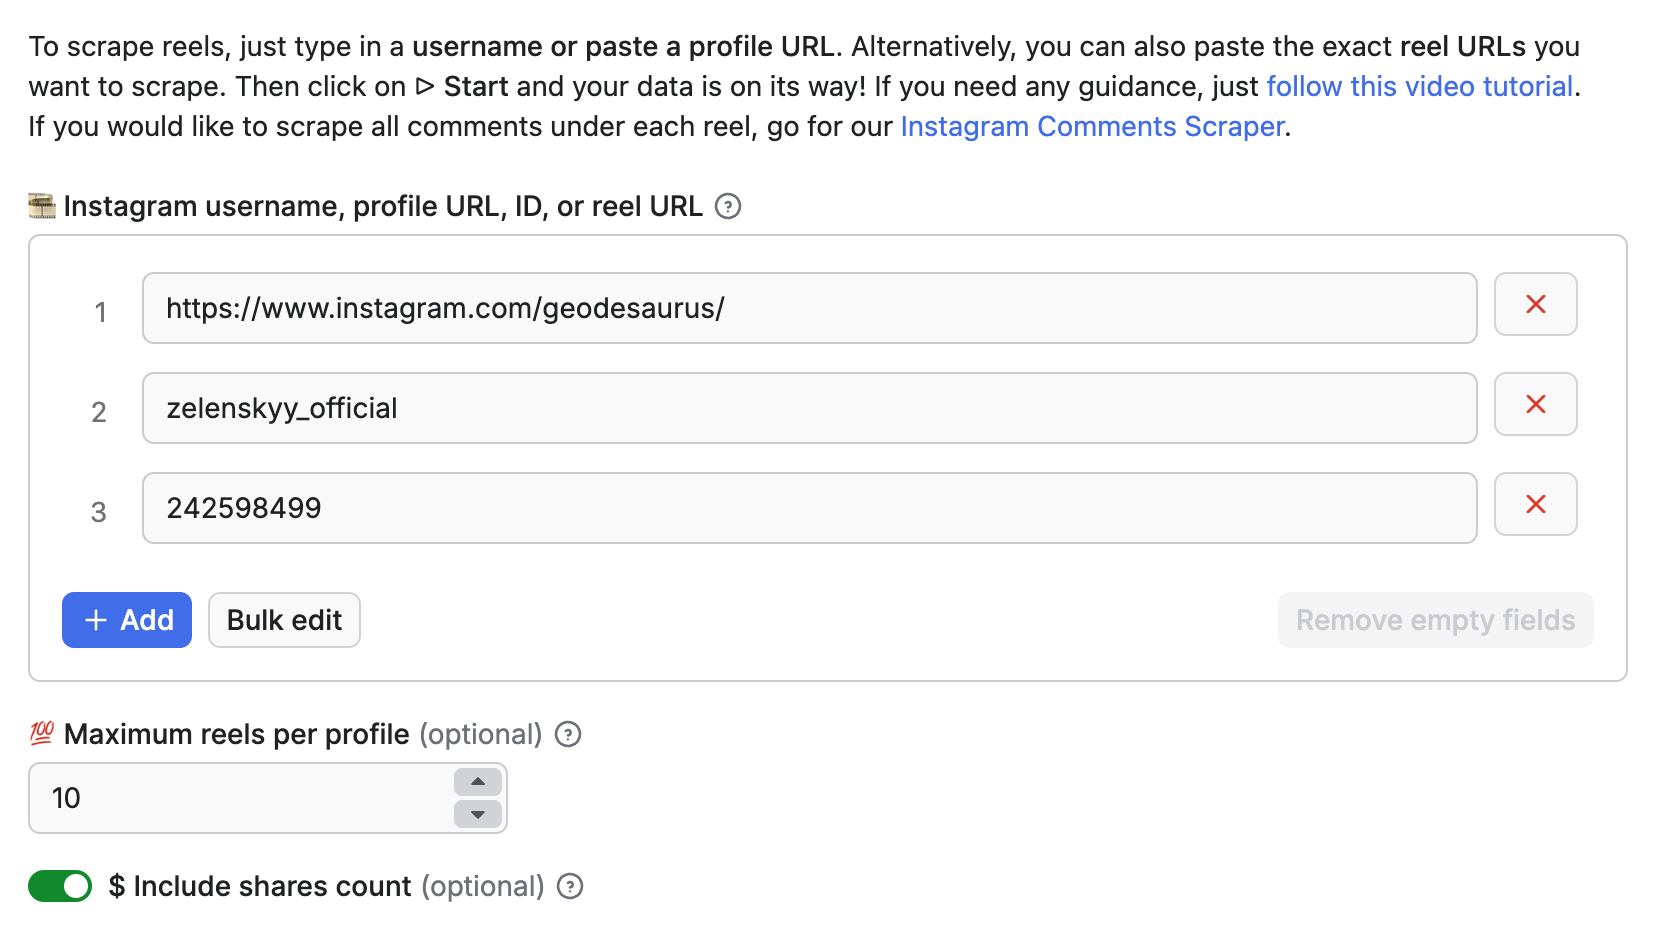 To scrape reels, just type in a username or paste a profile URL. Alternatively, you can also paste the exact reel URLs you
want to scrape. Then click on ▷ Start and your data is on its way! If you need any guidance, just follow this video tutorial.
If you would like to scrape all comments under each reel, go for our Instagram Comments Scraper.
Instagram username, profile URL, ID, or reel URL ?
1 https://www.instagram.com/geodesaurus/
2 zelenskyy_official
3 242598499
+ Add Bulk edit Remove empty fields
💯 Maximum reels per profile (optional) ?
10
$ Include shares count (optional) ?